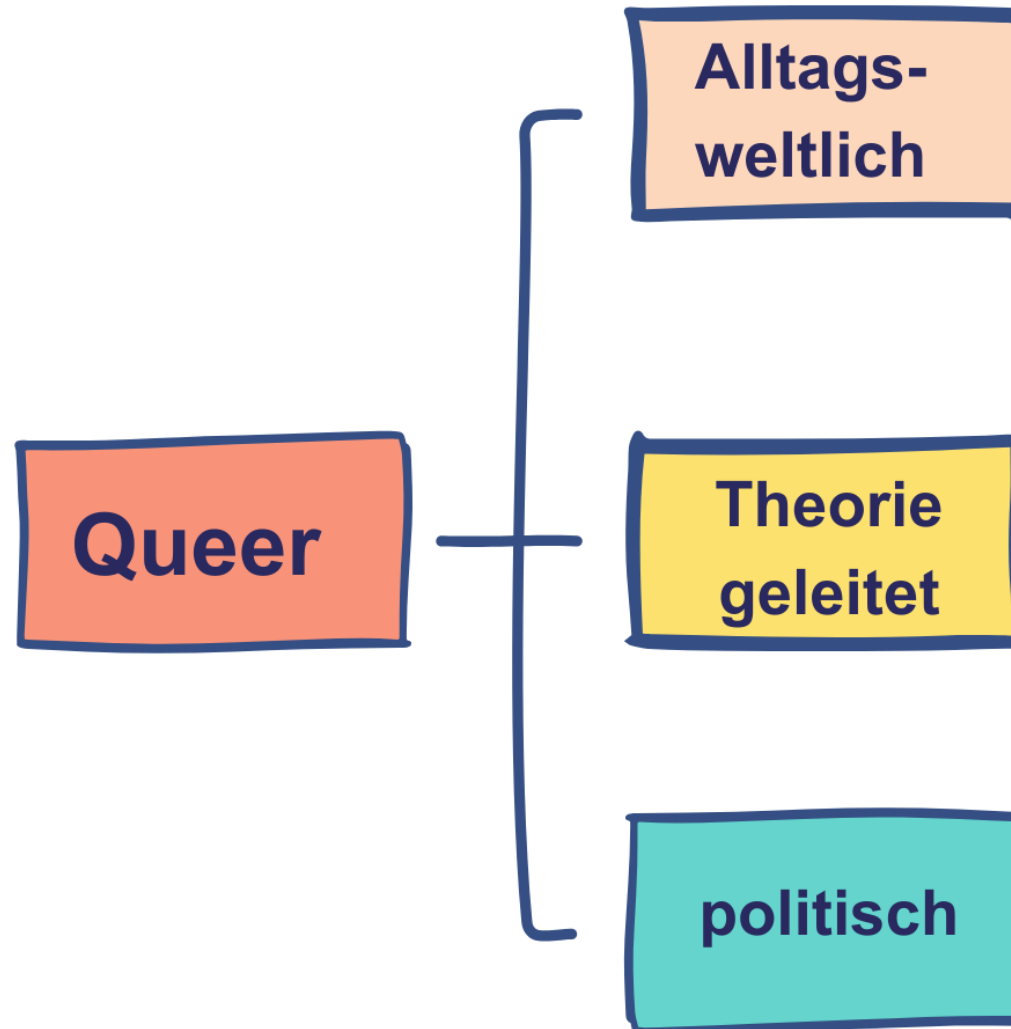 Alltags-
weltlich
Queer
Theorie
geleitet
politisch